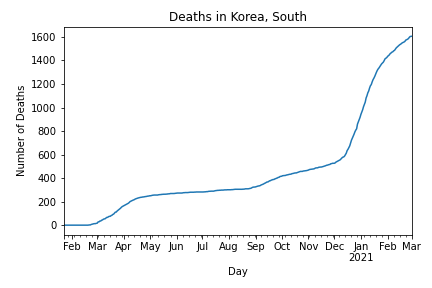 Deaths in Korea, South
Number of Deaths
1600
1400
1200
1000
800
600
400
200
0
Feb Mar Apr May Jun Jul Aug Sep Oct Nov Dec Jan Feb Mar
2021
Day